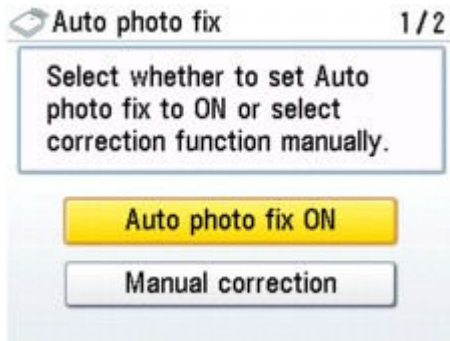 Auto photo fix 1/2
Select whether to set Auto
photo fix to ON or select
correction function manually.
Auto photo fix ON
Manual correction